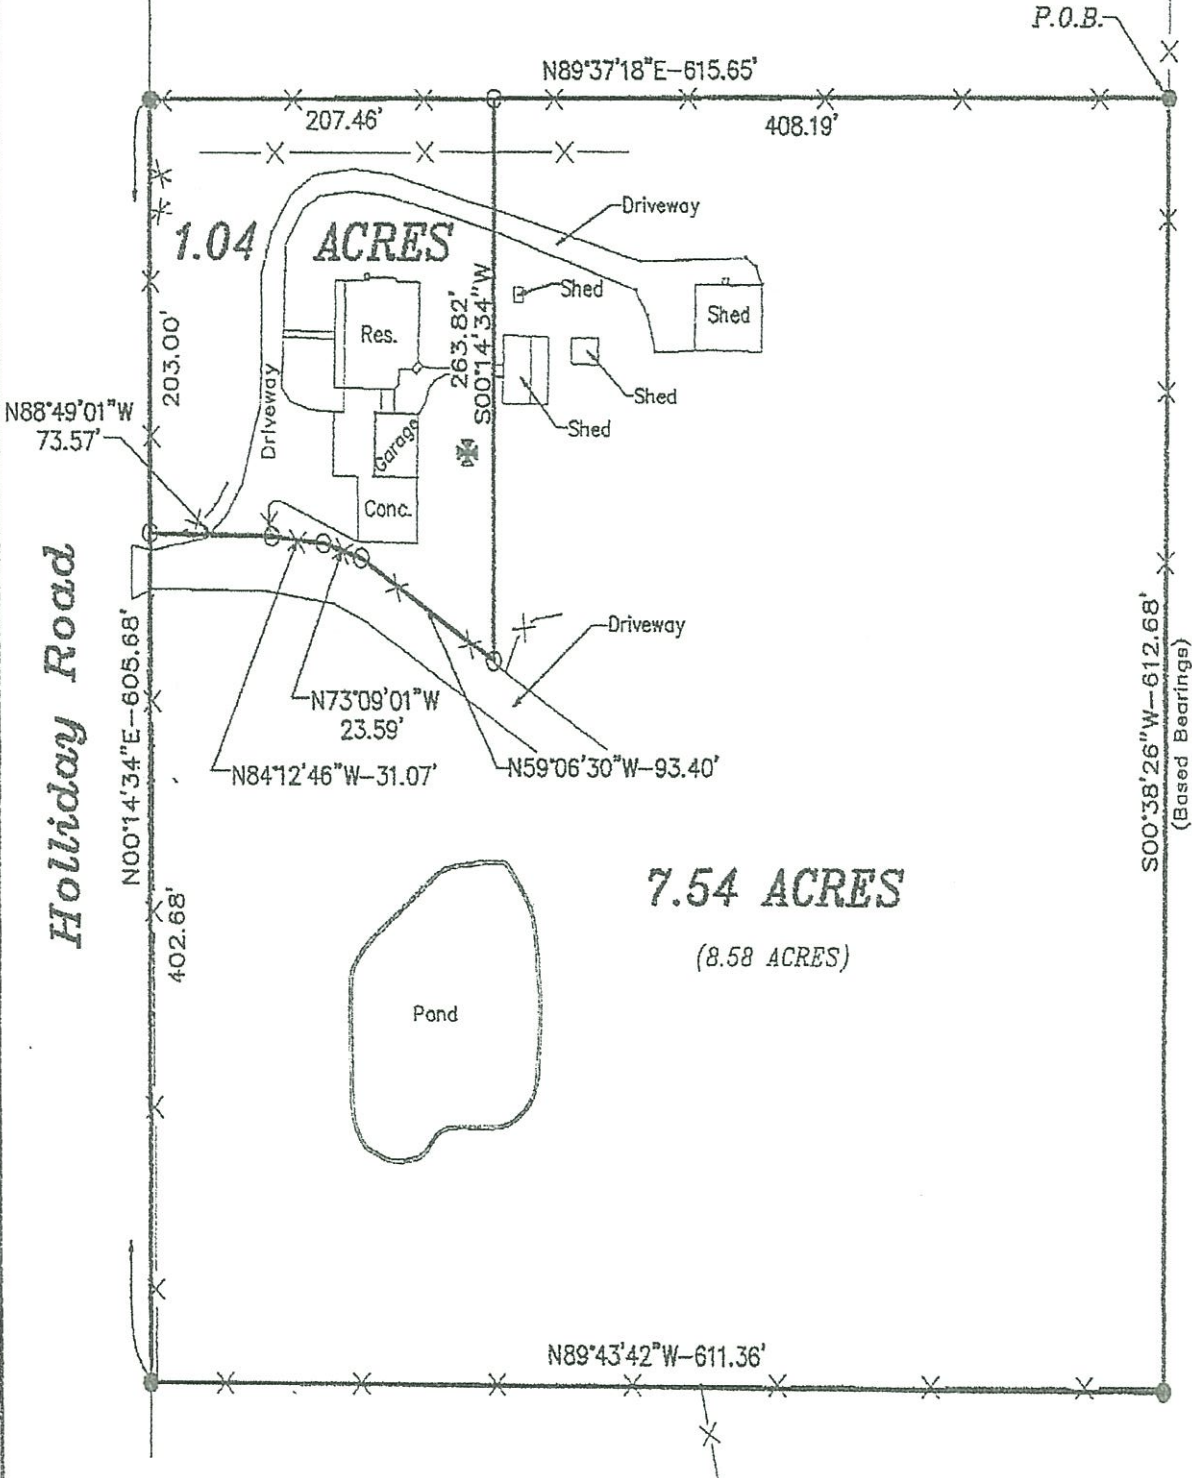 P.O.B.
N89°37'18"E-615.65'
207.46'
408.19'
Driveway
1.04 ACRES
263.82'
S00°14'34"W
Shed
Shed
Res.
203.00'
Driveway
Shed
N88°49'01"W
73.57'
Garage
Shed
Conc.
Holliday Road
N00°14'34"E-605.68'
Driveway
S00°38'26"W-612.68'
(Based Bearings)
N73°09'01"W
23.59'
N84°12'46"W-31.07'
N59°06'30"W-93.40'
402.68'
7.54 ACRES
(8.58 ACRES)
Pond
N89°43'42"W-611.36'